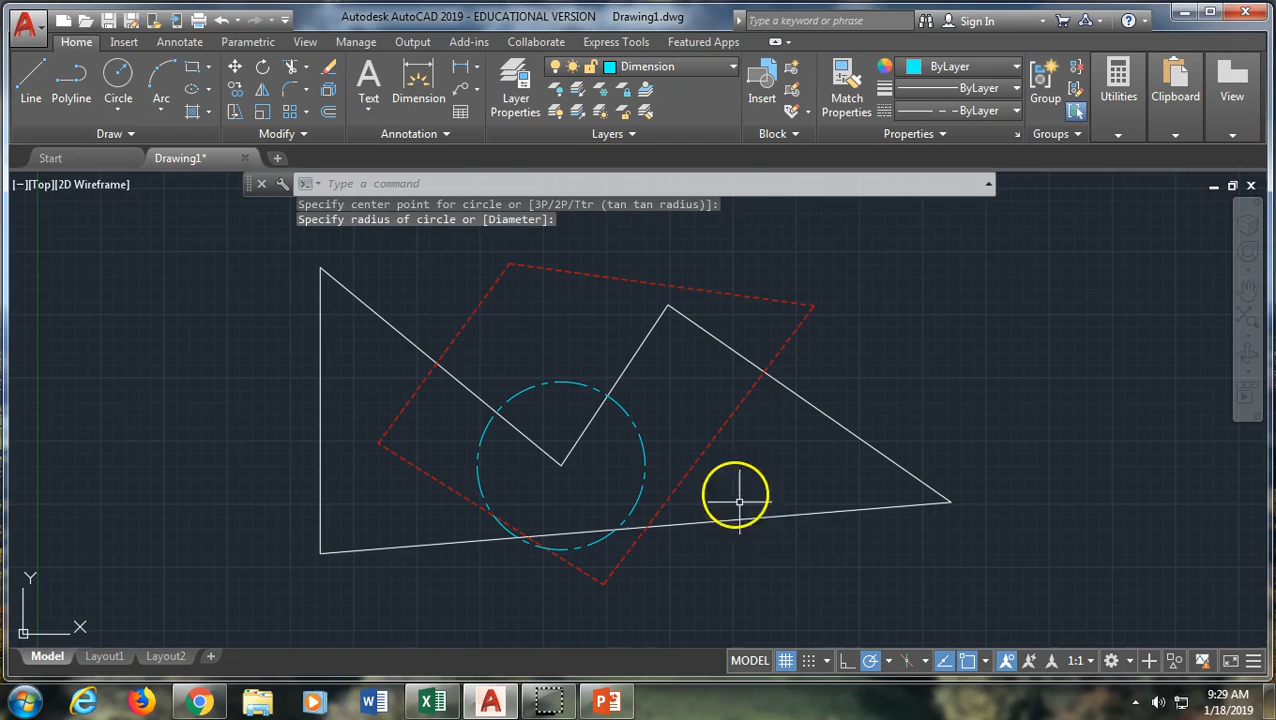 Autodesk AutoCAD 2019 - EDUCATIONAL VERSION Drawing1.dwg
Type a keyword or phrase
Sign In
Home Insert Annotate Parametric View Manage Output Add-ins Collaborate Express Tools Featured Apps
Dimension
ByLayer
ByLayer
ByLayer
Line Polyline Circle Arc Text Dimension Layer Properties Insert Match Properties Group Utilities Clipboard View
Draw Modify Annotation Layers Block Properties Groups
Start Drawing1*
[−][Top][2D Wireframe]
Type a command
Specify center point for circle or [3P/2P/Ttr (tan tan radius)]:
Specify radius of circle or [Diameter]:
Y
X
Model Layout1 Layout2
MODEL 1:1
9:29 AM
1/18/2019